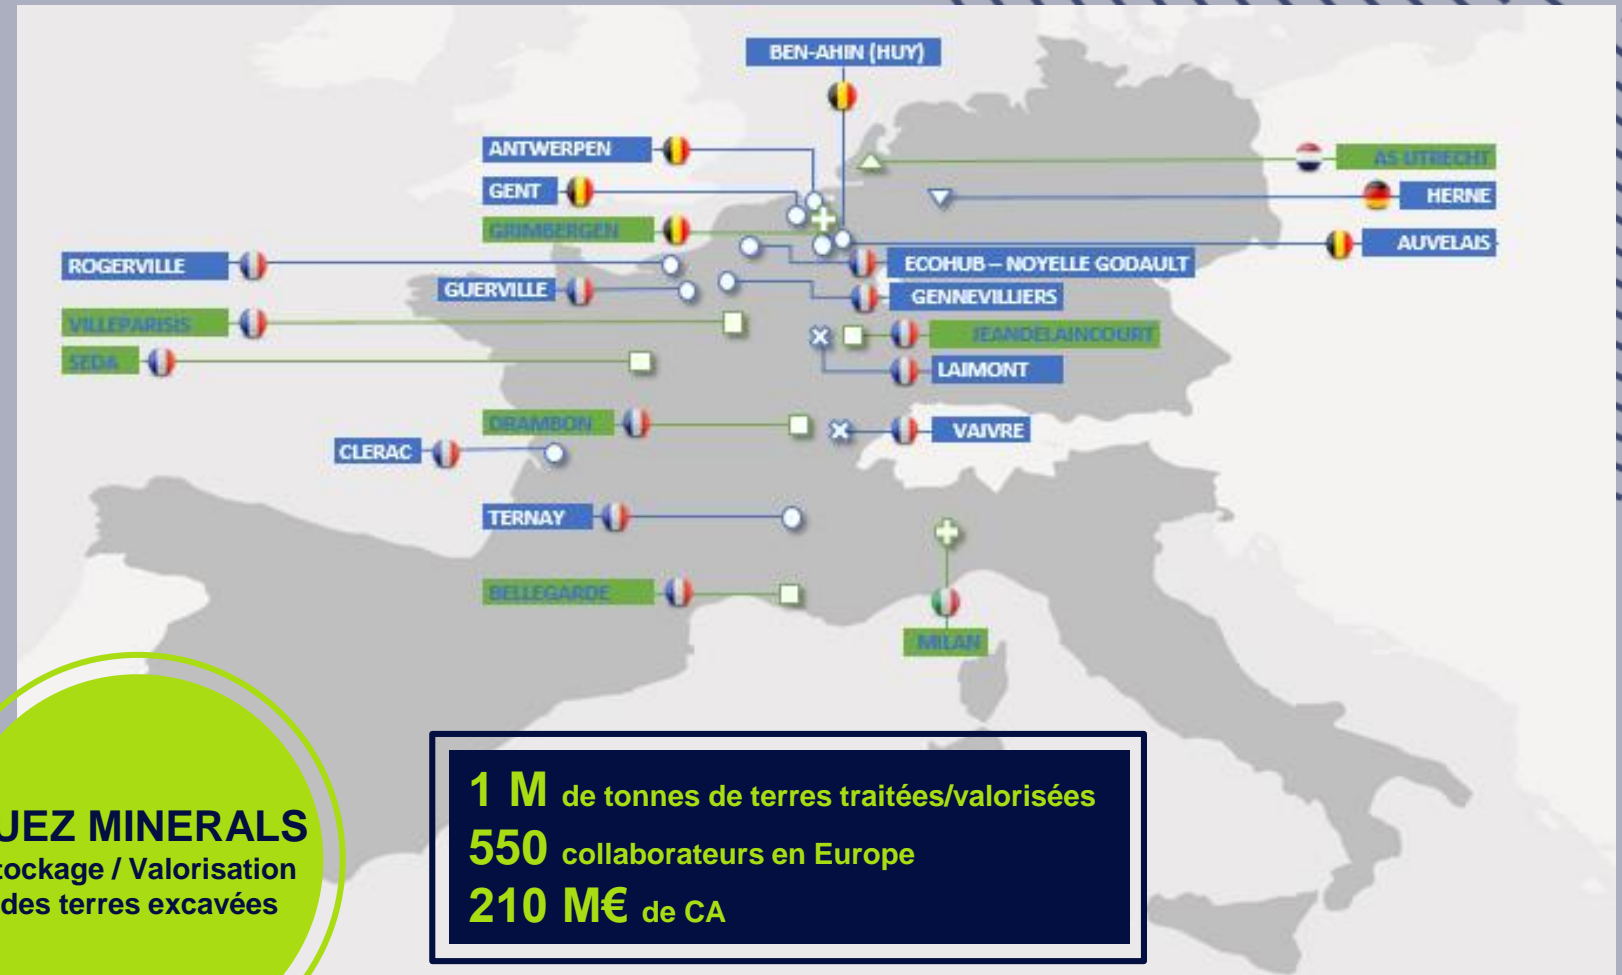 BEN-AHIN (HUY)
ANTWERPEN
AS UTRECHT
GENT
HERNE
GRIMBERGEN
AUVELAIS
ROGERVILLE
ECOHUB – NOYELLE GODAULT
GUERVILLE
GENNEVILLIERS
VILLEPARISIS
JEANDELAINCOURT
SEDA
LAIMONT
DRAMBON
VAIVRE
CLERAC
TERNAY
BELLEGARDE
MILAN
UEZ MINERALS
tockage / Valorisation
des terres excavées
1 M de tonnes de terres traitées/valorisées
550 collaborateurs en Europe
210 M€ de CA